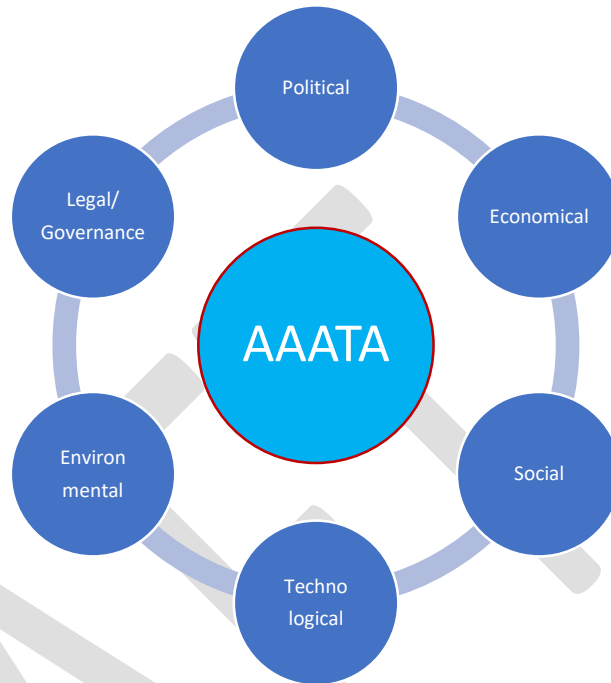 Political
Legal/
Governance
Economical
AAATA
Environ
mental
Social
Techno
logical